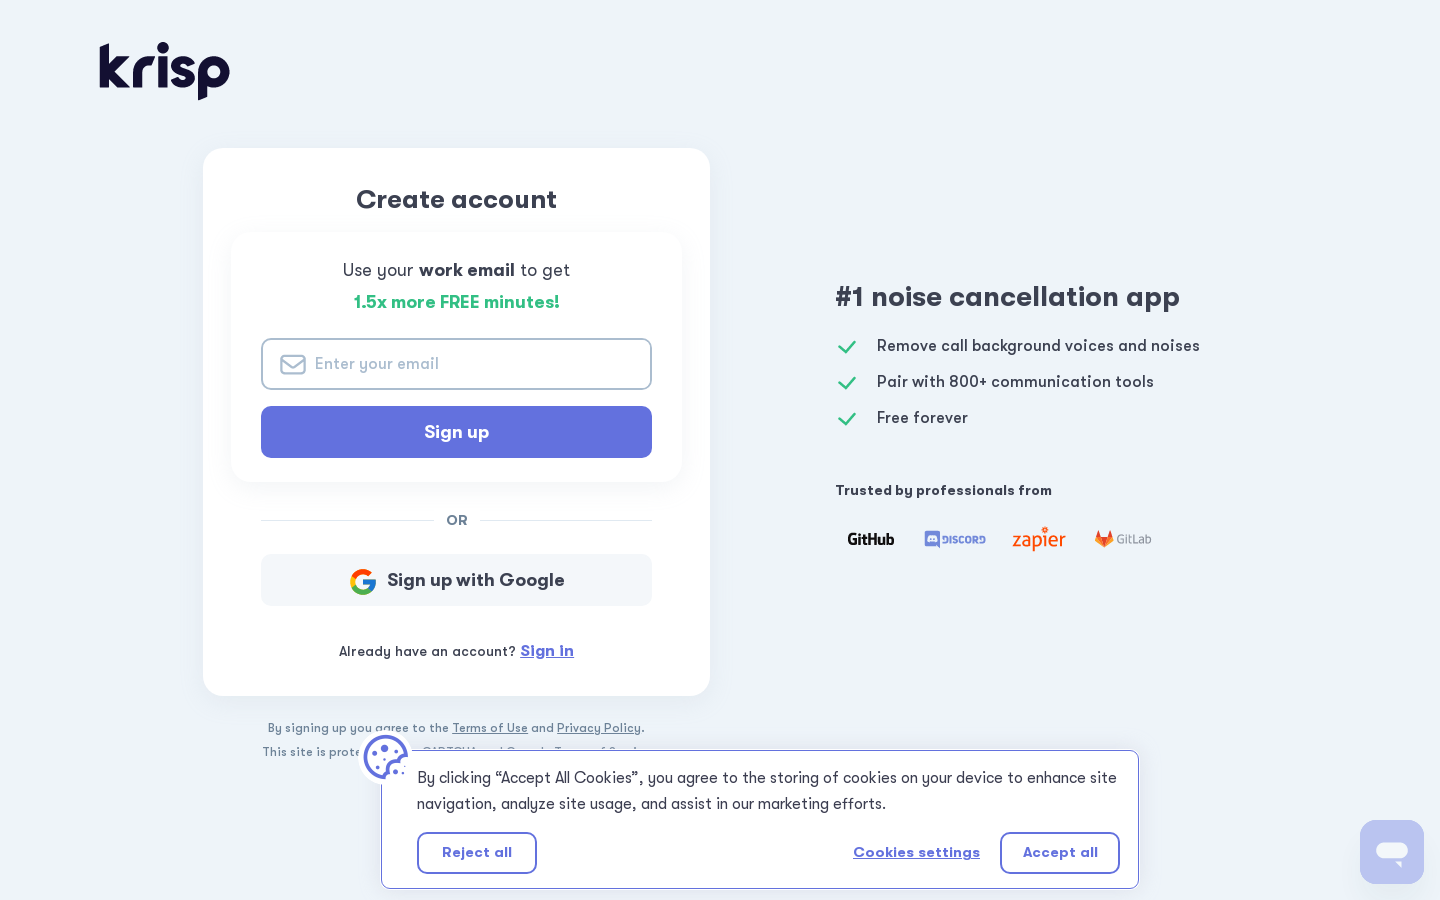 krisp
Create account
Use your work email to get
1.5x more FREE minutes!
Enter your email
Sign up
OR
Sign up with Google
Already have an account? Sign in
By signing up you agree to the Terms of Use and Privacy Policy.
This site is
#1 noise cancellation app
Remove call background voices and noises
Pair with 800+ communication tools
Free forever
Trusted by professionals from
GitHub DISCORD zapier GitLab
By clicking “Accept All Cookies”, you agree to the storing of cookies on your device to enhance site
navigation, analyze site usage, and assist in our marketing efforts.
Reject all
Cookies settings
Accept all